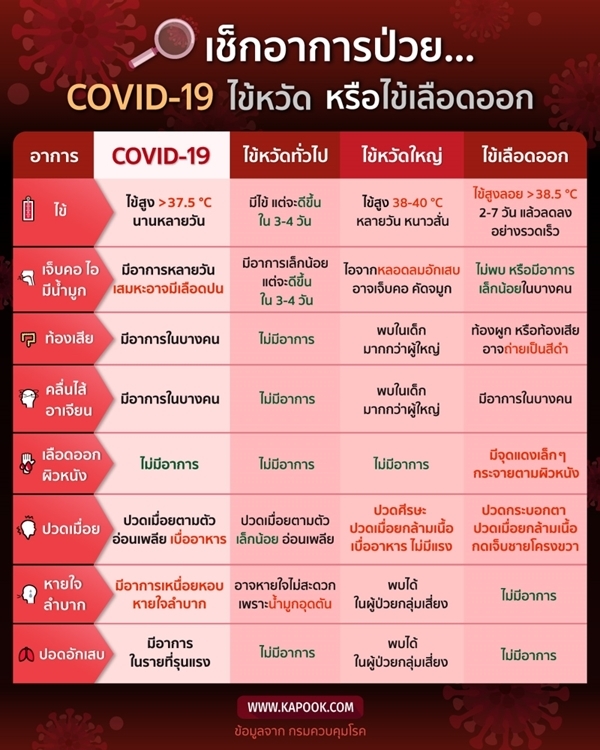 เช็กอาการป่วย...
COVID-19 ไข้หวัด หรือไข้เลือดออก
อาการ
COVID-19
ไข้หวัดทั่วไป
ไข้หวัดใหญ่
ไข้เลือดออก
ไข้
ไข้สูง >37.5 °C
นานหลายวัน
มีไข้ แต่จะดีขึ้น
ใน 3-4 วัน
ไข้สูง 38-40 °C
หลายวัน หนาวสั่น
ไข้สูงลอย >38.5 °C
2-7 วัน แล้วลดลง
อย่างรวดเร็ว
เจ็บคอ ไอ
มีน้ำมูก
มีอาการหลายวัน
เสมหะอาจมีเลือดปน
มีอาการเล็กน้อย
แต่จะดีขึ้น
ใน 3-4 วัน
ไอจากหลอดลมอักเสบ
อาจเจ็บคอ คัดจมูก
ไม่พบ หรือมีอาการ
เล็กน้อยในบางคน
ท้องเสีย
มีอาการในบางคน
ไม่มีอาการ
พบในเด็ก
มากกว่าผู้ใหญ่
ท้องผูก หรือท้องเสีย
อาจถ่ายเป็นสีดำ
คลื่นไส้
อาเจียน
มีอาการในบางคน
ไม่มีอาการ
พบในเด็ก
มากกว่าผู้ใหญ่
มีอาการในบางคน
เลือดออก
ผิวหนัง
ไม่มีอาการ
ไม่มีอาการ
ไม่มีอาการ
มีจุดแดงเล็กๆ
กระจายตามผิวหนัง
ปวดเมื่อย
ปวดเมื่อยตามตัว
อ่อนเพลีย เบื่ออาหาร
ปวดเมื่อยตามตัว
เล็กน้อย อ่อนเพลีย
ปวดศีรษะ
ปวดเมื่อยกล้ามเนื้อ
เบื่ออาหาร ไม่มีแรง
ปวดกระบอกตา
ปวดเมื่อยกล้ามเนื้อ
กดเจ็บชายโครงขวา
หายใจ
ลำบาก
มีอาการเหนื่อยหอบ
หายใจลำบาก
อาจหายใจไม่สะดวก
เพราะน้ำมูกอุดตัน
พบได้
ในผู้ป่วยกลุ่มเสี่ยง
ไม่มีอาการ
ปอดอักเสบ
มีอาการ
ในรายที่รุนแรง
ไม่มีอาการ
พบได้
ในผู้ป่วยกลุ่มเสี่ยง
ไม่มีอาการ
WWW.KAPOOK.COM
ข้อมูลจาก กรมควบคุมโรค